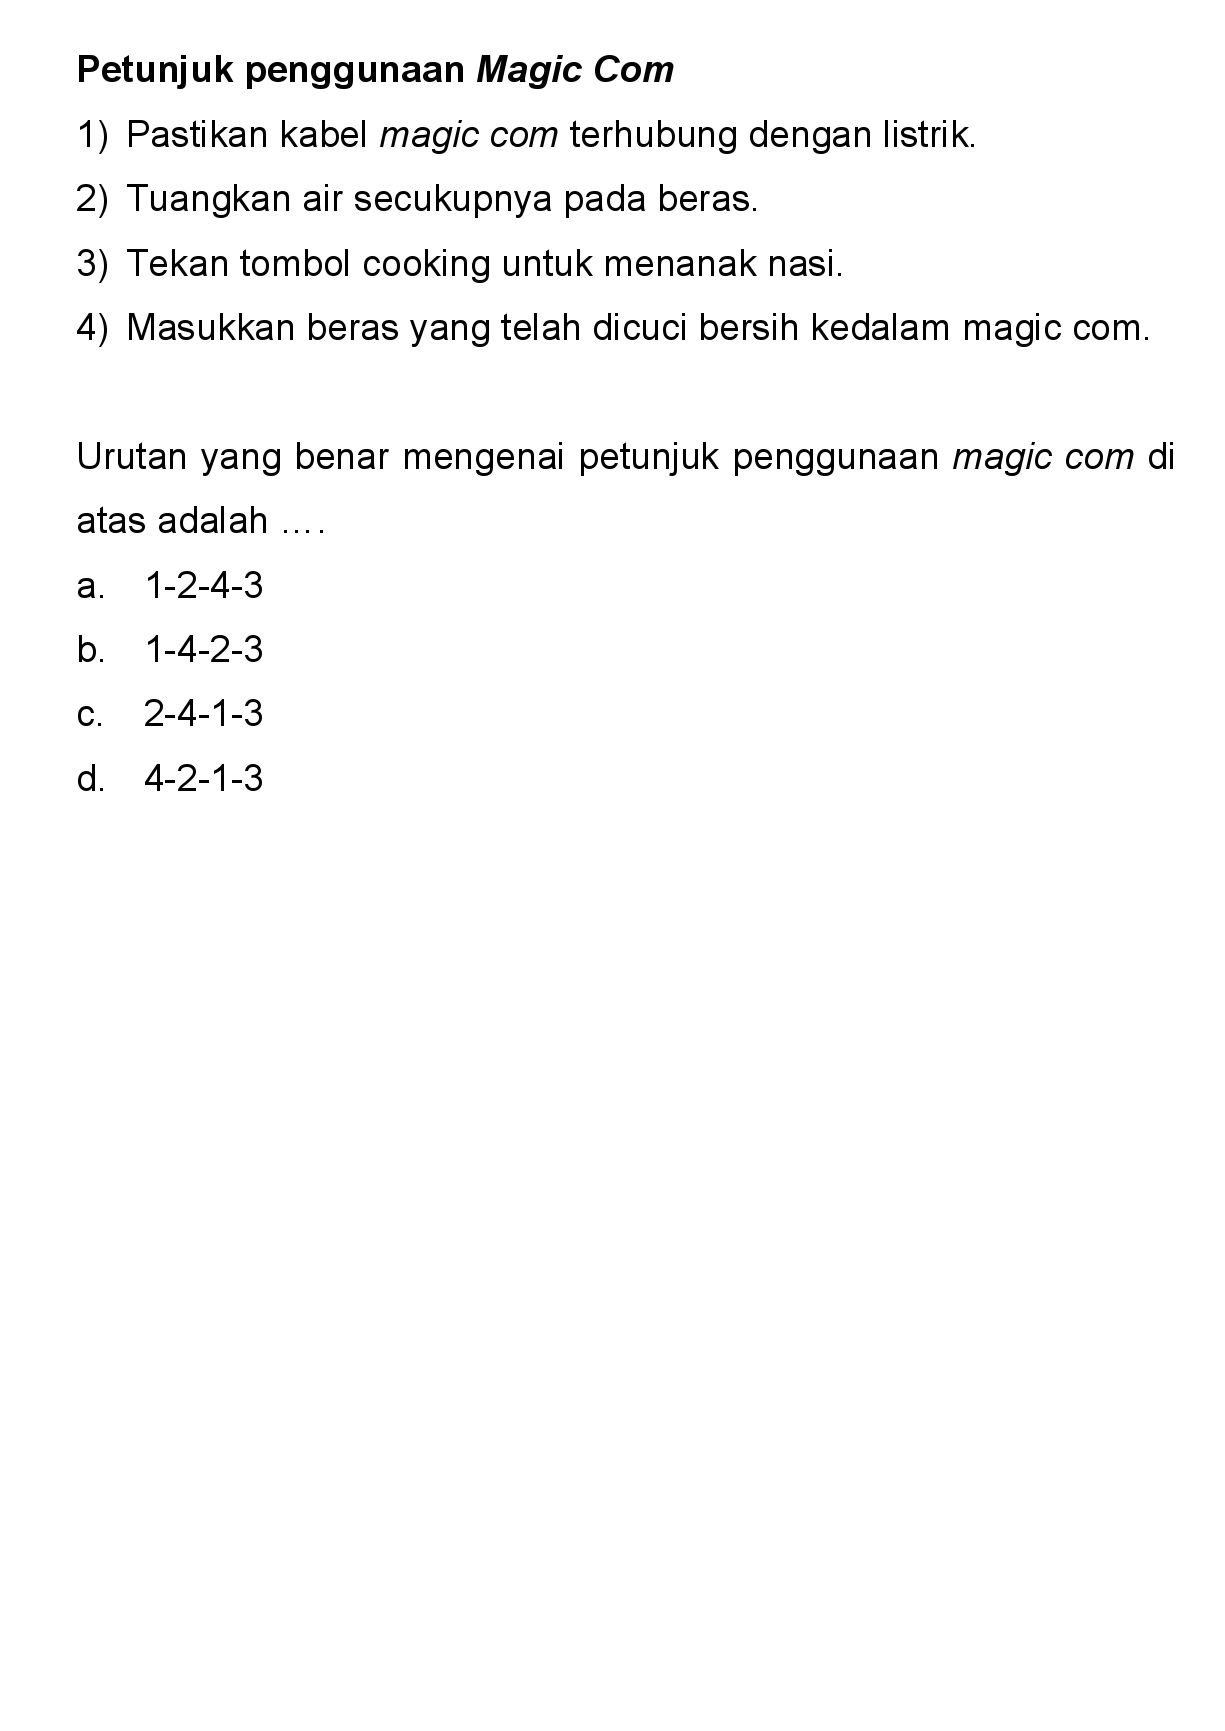 Petunjuk penggunaan Magic Com
1) Pastikan kabel magic com terhubung dengan listrik.
2) Tuangkan air secukupnya pada beras.
3) Tekan tombol cooking untuk menanak nasi.
4) Masukkan beras yang telah dicuci bersih kedalam magic com.
Urutan yang benar mengenai petunjuk penggunaan magic com di
atas adalah ....
a. 1-2-4-3
b. 1-4-2-3
c. 2-4-1-3
d. 4-2-1-3